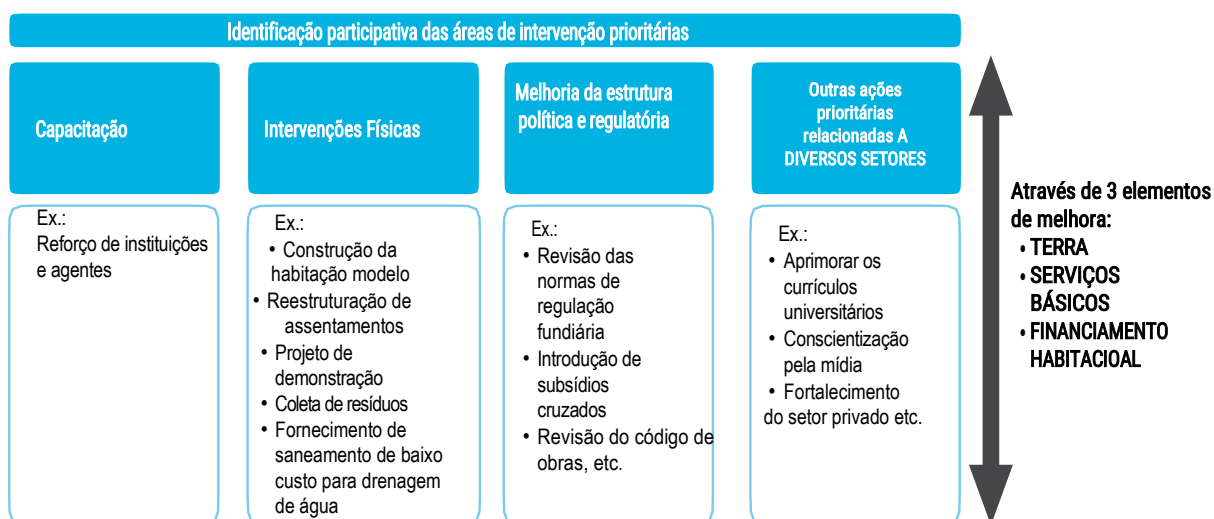 Identificação participativa das áreas de intervenção prioritárias
Capacitação
Intervenções Físicas
Melhoria da estrutura
política e regulatória
Outras ações
prioritárias
relacionadas A
DIVERSOS SETORES
Ex.:
Reforço de instituições
e agentes
Ex.:
• Construção da
habitação modelo
• Reestruturação de
assentamentos
• Projeto de
demonstração
• Coleta de resíduos
• Fornecimento de
saneamento de baixo
custo para drenagem
de água
Ex.:
• Revisão das
normas de
regulação
fundiária
• Introdução de
subsídios
cruzados
• Revisão do código de
obras, etc.
Ex.:
• Aprimorar os
currículos
universitários
• Conscientização
pela mídia
• Fortalecimento
do setor privado etc.
Através de 3 elementos
de melhora:
• TERRA
• SERVIÇOS
BÁSICOS
• FINANCIAMENTO
HABITACIOAL